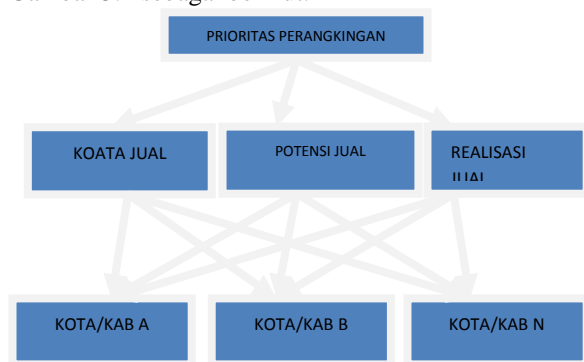 PRIORITAS PERANGKINGAN
KOATA JUAL
POTENSI JUAL
REALISASI
KOTA/KAB A
KOTA/KAB B
KOTA/KAB N